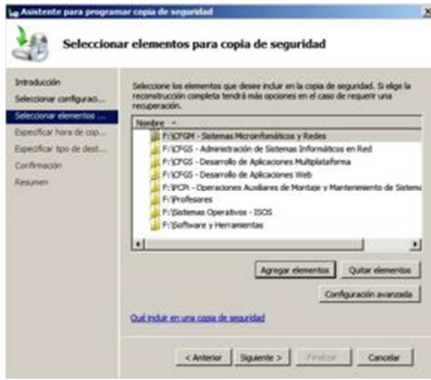 Asistente para programar copia de seguridad
Seleccionar elementos para copia de seguridad
Introducción
Seleccionar configuraci...
Seleccionar elementos ...
Especificar hora de cop...
Especificar tipo de dest...
Confirmación
Resumen
Seleccione los elementos que desee incluir en la copia de seguridad. Si elige la
reconstrucción completa tendrá más opciones en el caso de requerir una
recuperación.
Nombre
F:\CFGM - Sistemas Microinformáticos y Redes
F:\CFGS - Administración de Sistemas Informáticos en Red
F:\CFGS - Desarrollo de Aplicaciones Multiplataforma
F:\CFGS - Desarrollo de Aplicaciones Web
F:\PCPI - Operaciones Auxiliares de Montaje y Mantenimiento de Sistema
F:\Profesores
F:\Sistemas Operativos - ISOS
F:\Software y Herramientas
Agregar elementos
Quitar elementos
Configuración avanzada
Qué incluir en una copia de seguridad
< Anterior
Siguiente >
Finalizar
Cancelar